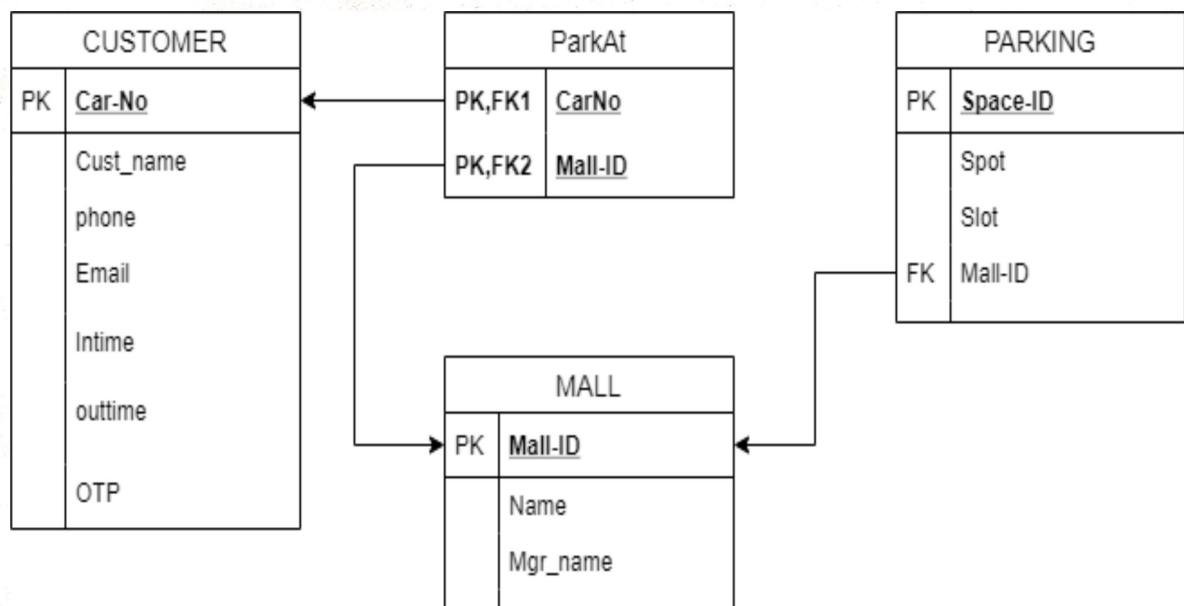 CUSTOMER
PK Car-No
Cust_name
phone
Email
Intime
outtime
OTP
ParkAt
PK,FK1 CarNo
PK,FK2 Mall-ID
PARKING
PK Space-ID
Spot
Slot
FK Mall-ID
MALL
PK Mall-ID
Name
Mgr_name